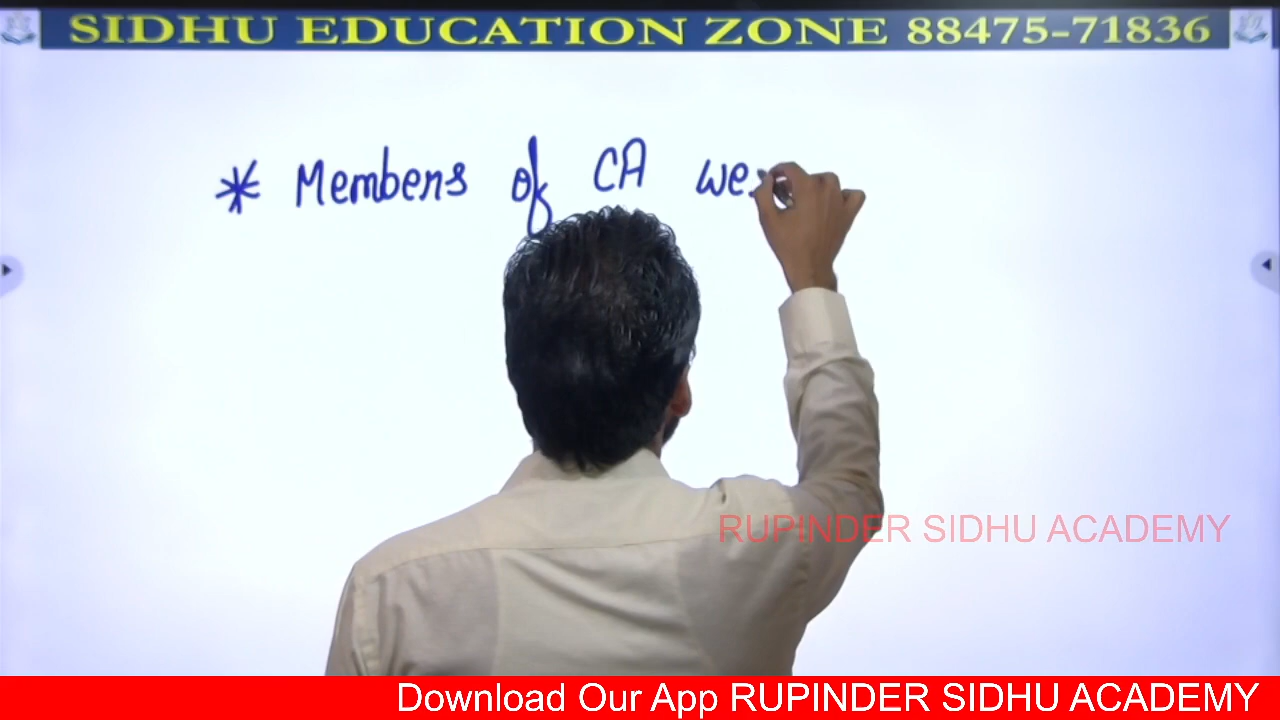 SIDHU EDUCATION ZONE 88475-71836
* Members of CA we
RUPINDER SIDHU ACADEMY
Download Our App RUPINDER SIDHU ACADEMY